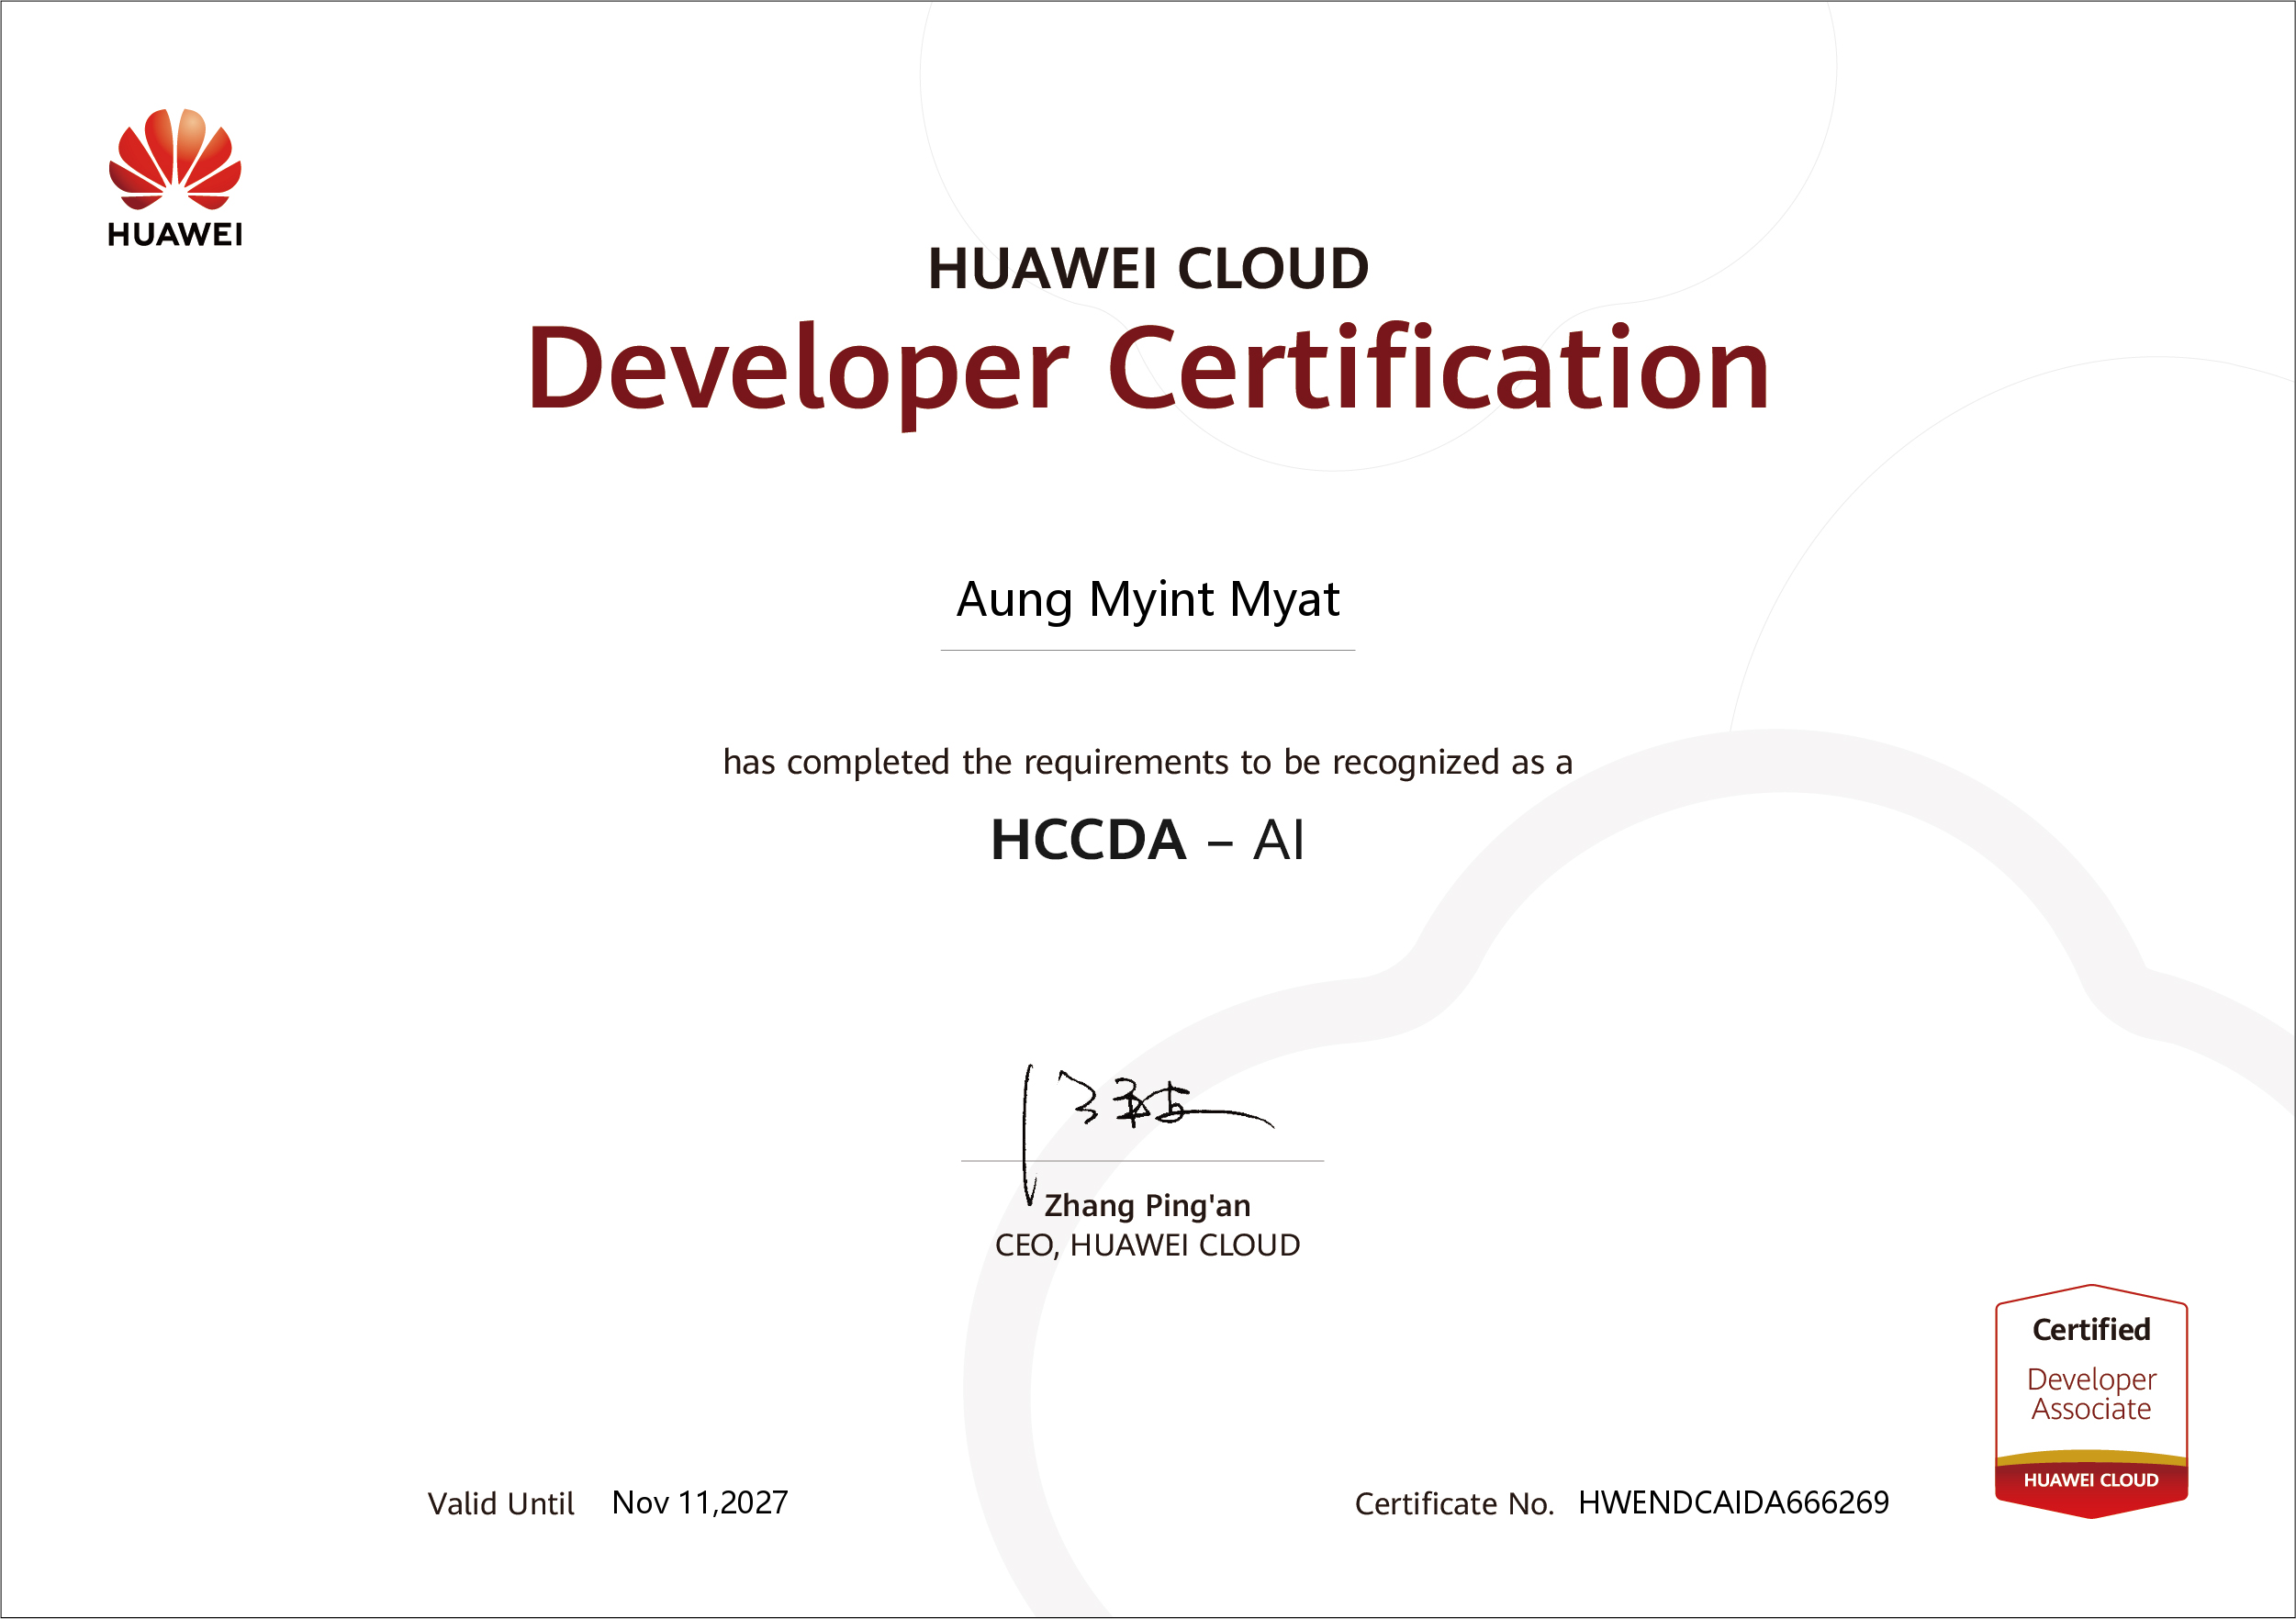 HUAWEI
HUAWEI CLOUD
Developer Certification
Aung Myint Myat
has completed the requirements to be recognized as a
HCCDA – AI
Zhang Ping'an
CEO, HUAWEI CLOUD
Certified
Developer
Associate
HUAWEI CLOUD
Valid Until Nov 11,2027
Certificate No. HWENDCAIDA666269